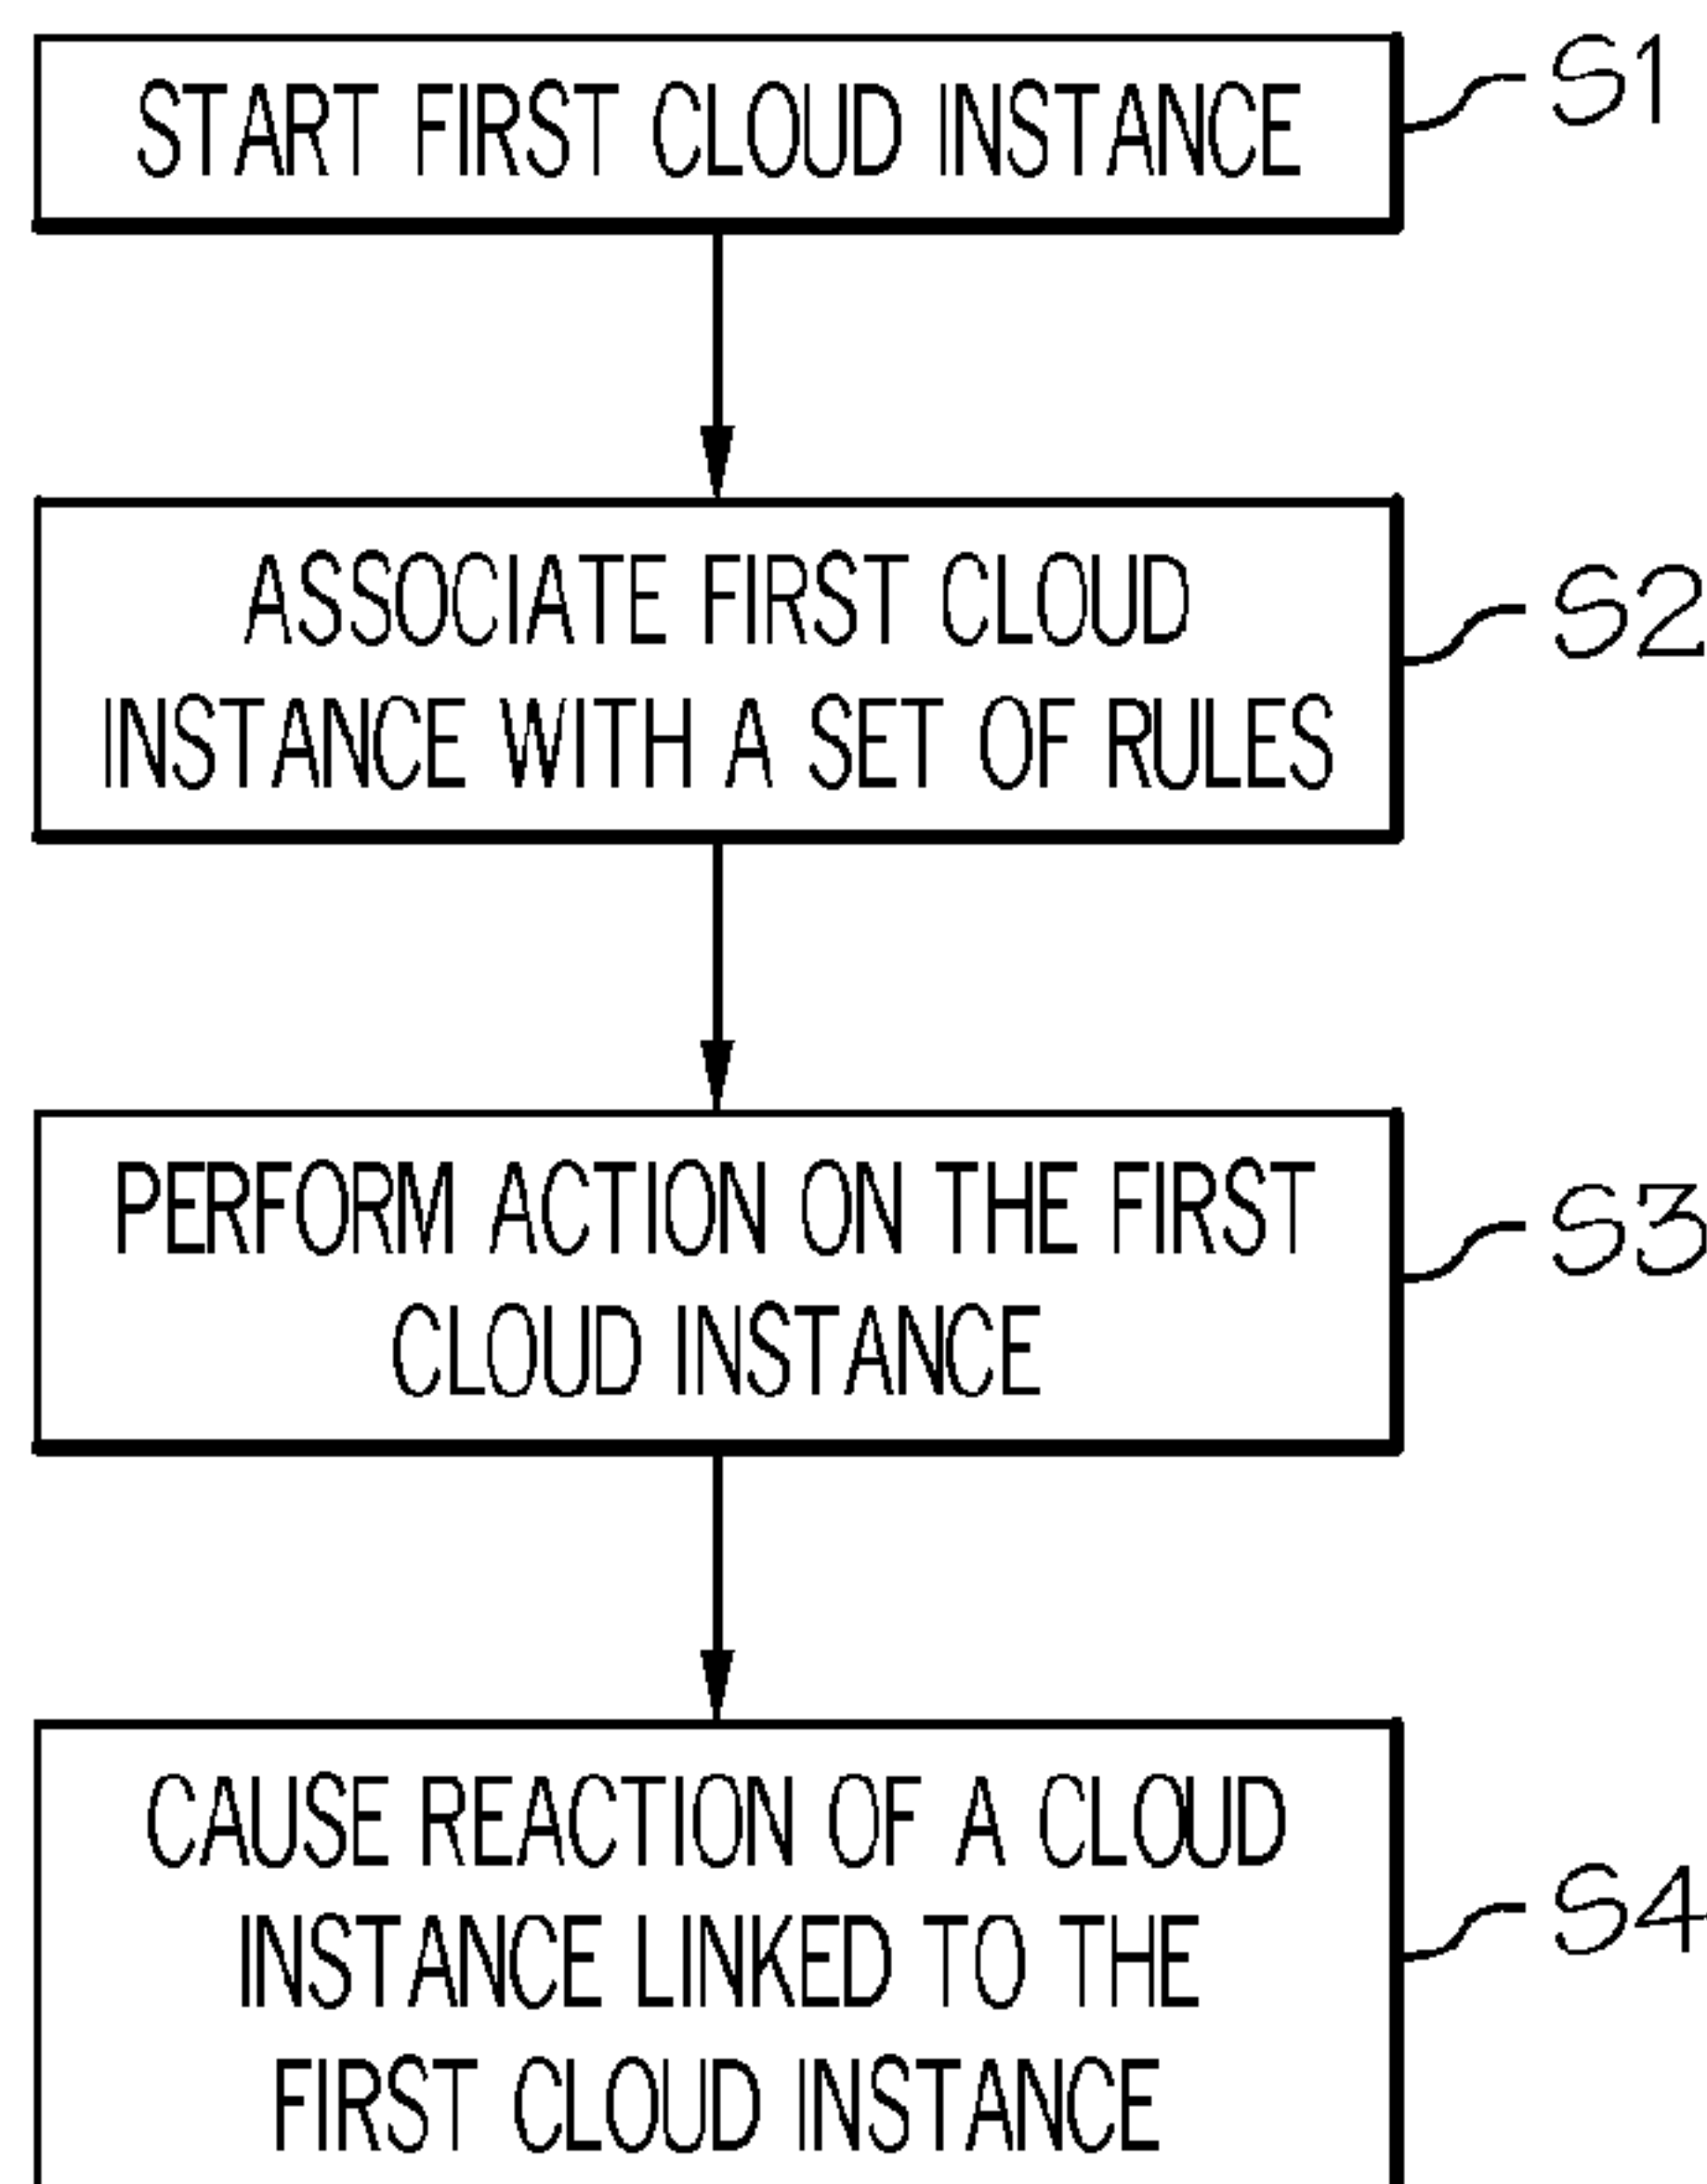 START FIRST CLOUD INSTANCE
S1
ASSOCIATE FIRST CLOUD
INSTANCE WITH A SET OF RULES
S2
PERFORM ACTION ON THE FIRST
CLOUD INSTANCE
S3
CAUSE REACTION OF A CLOUD
INSTANCE LINKED TO THE
FIRST CLOUD INSTANCE
S4